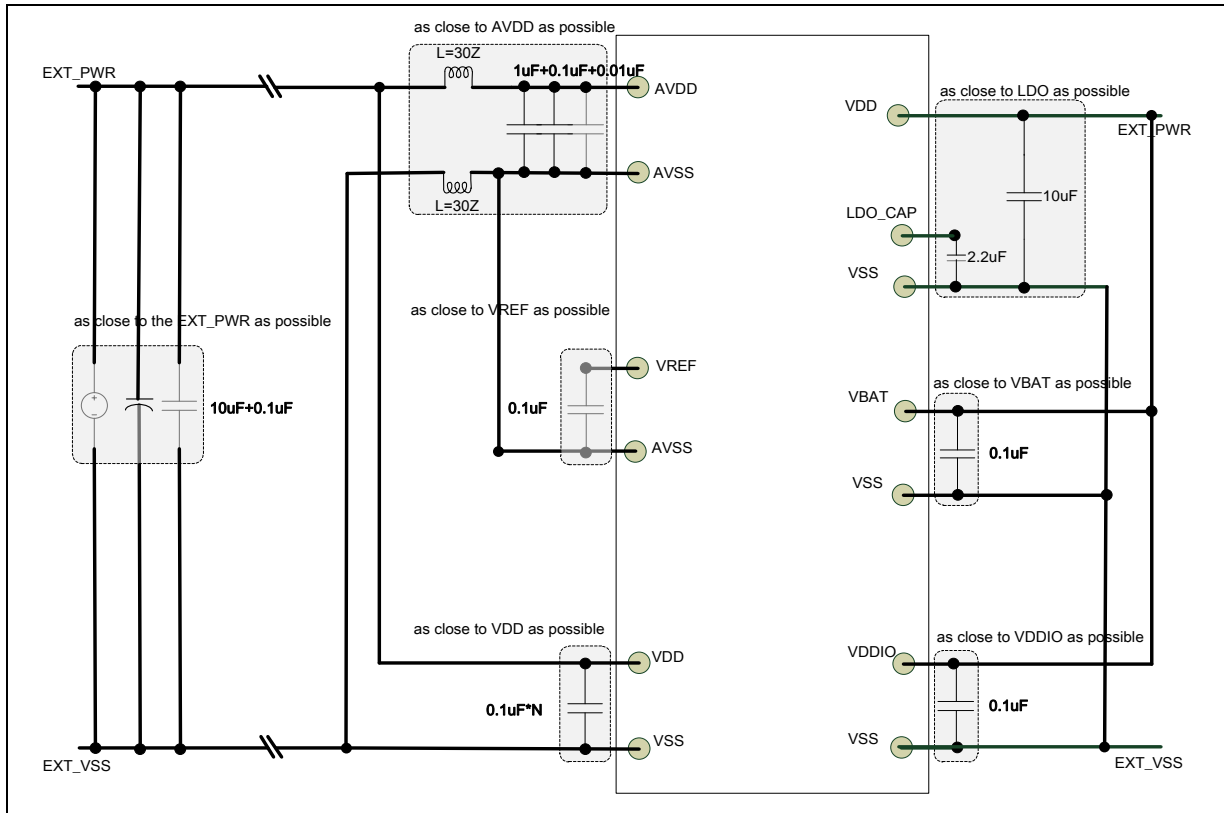 as close to AVDD as possible
L=30Z
EXT_PWR
1uF+0.1uF+0.01uF
AVDD
VDD
as close to LDO as possible
EXT_PWR
AVSS
L=30Z
10uF
LDO_CAP
2.2uF
VSS
as close to VREF as possible
as close to the EXT_PWR as possible
VREF
as close to VBAT as possible
VBAT
+
−
10uF+0.1uF
0.1uF
AVSS
0.1uF
VSS
as close to VDD as possible
as close to VDDIO as possible
VDD
VDDIO
0.1uF*N
0.1uF
VSS
VSS
EXT_VSS
EXT_VSS